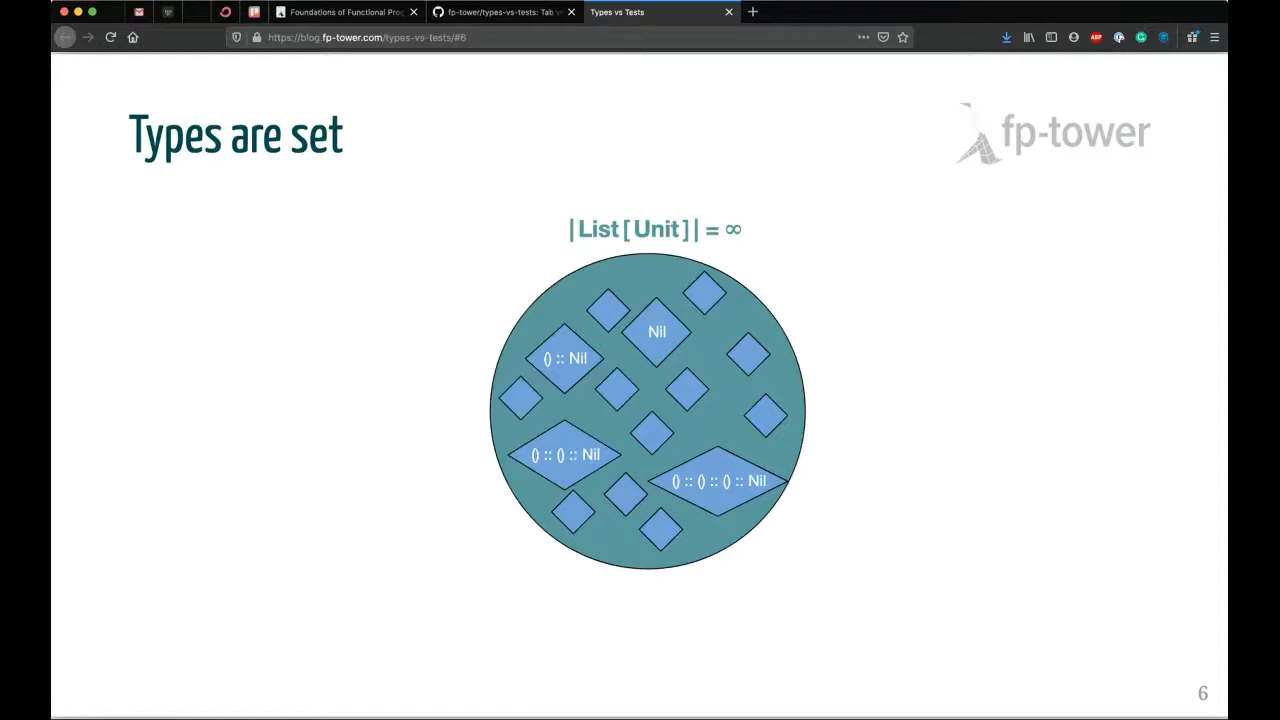 Foundations of Functional Prog
fp-tower/types-vs-tests: Tab v
Types vs Tests
https://blog.fp-tower.com/types-vs-tests/#6
ABP
Types are set
fp-tower
|List[Unit]| = ∞
Nil
() :: Nil
() :: () :: Nil
() :: () :: () :: Nil
6